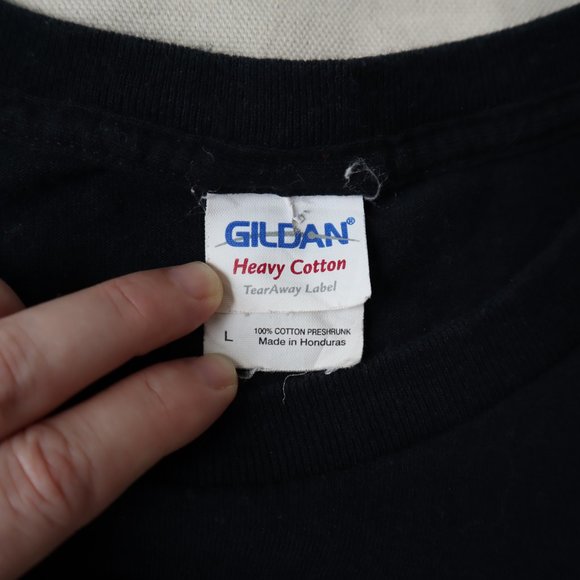 GILDAN®
Heavy Cotton
TearAway Label
L
100% COTTON PRESHRUNK
Made in Honduras